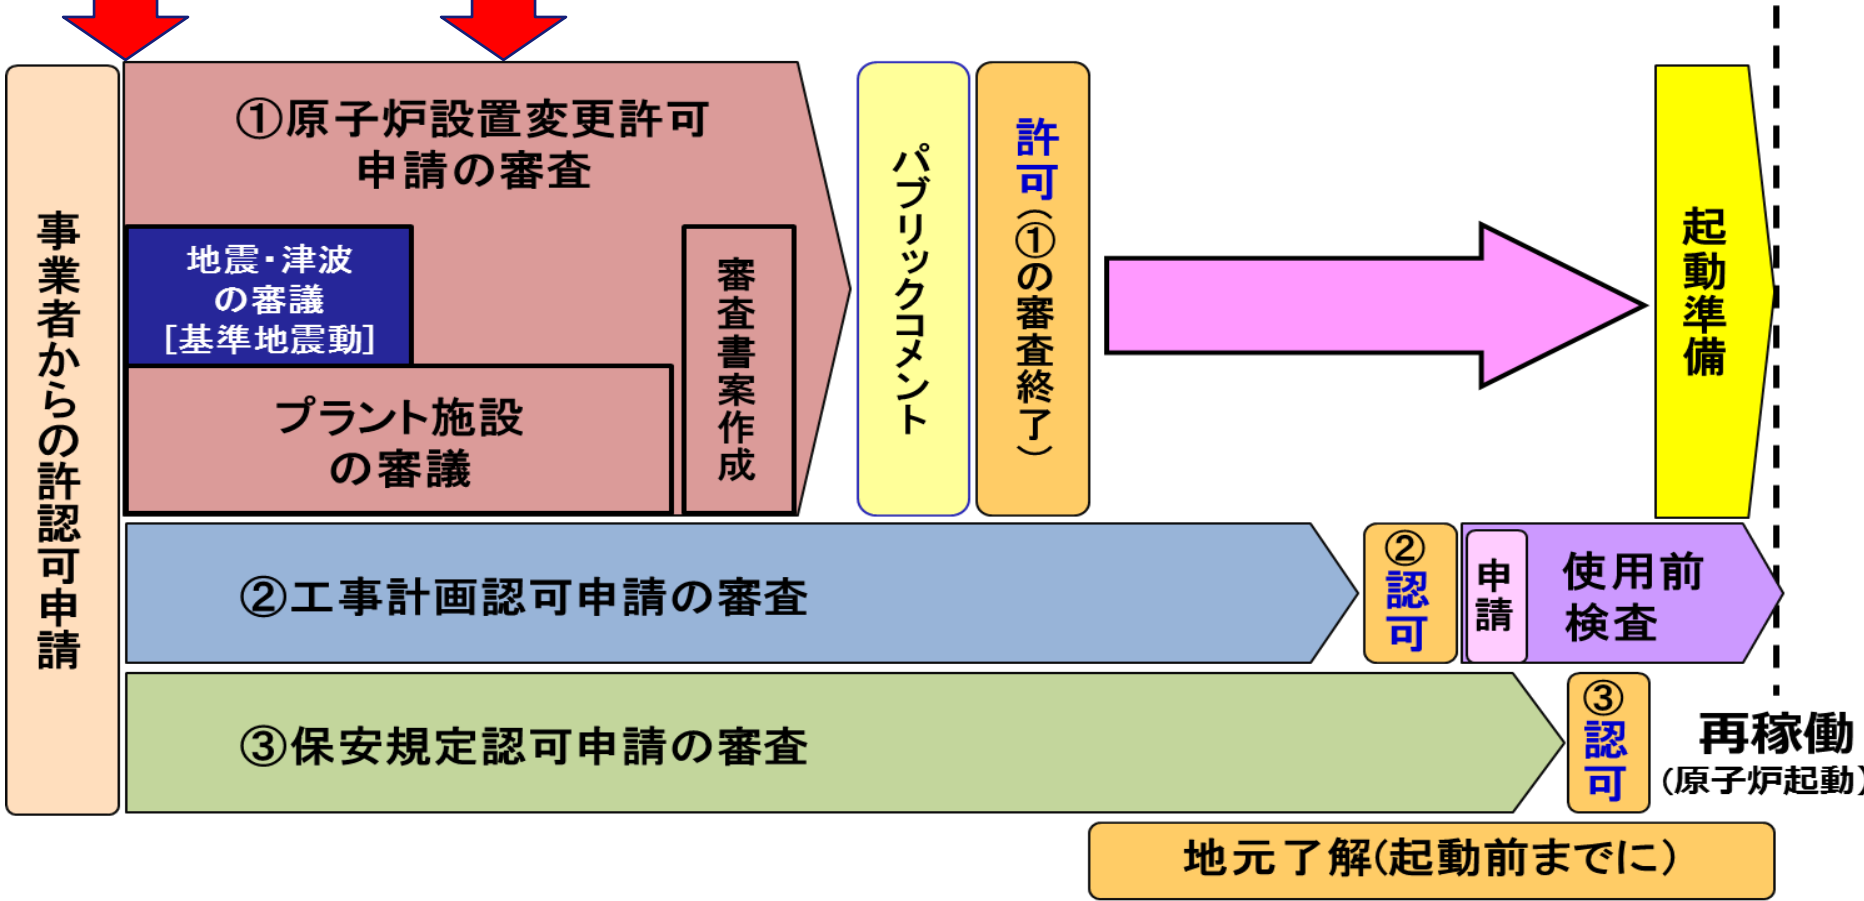 事業者からの許認可申請
①原子炉設置変更許可
申請の審査
地震・津波
の審議
[基準地震動]
プラント施設
の審議
審査書案作成
パブリックコメント
許可(①の審査終了)
起動準備
②工事計画認可申請の審査
②認可
申請
使用前
検査
③保安規定認可申請の審査
③認可
再稼働
(原子炉起動)
地元了解(起動前までに)